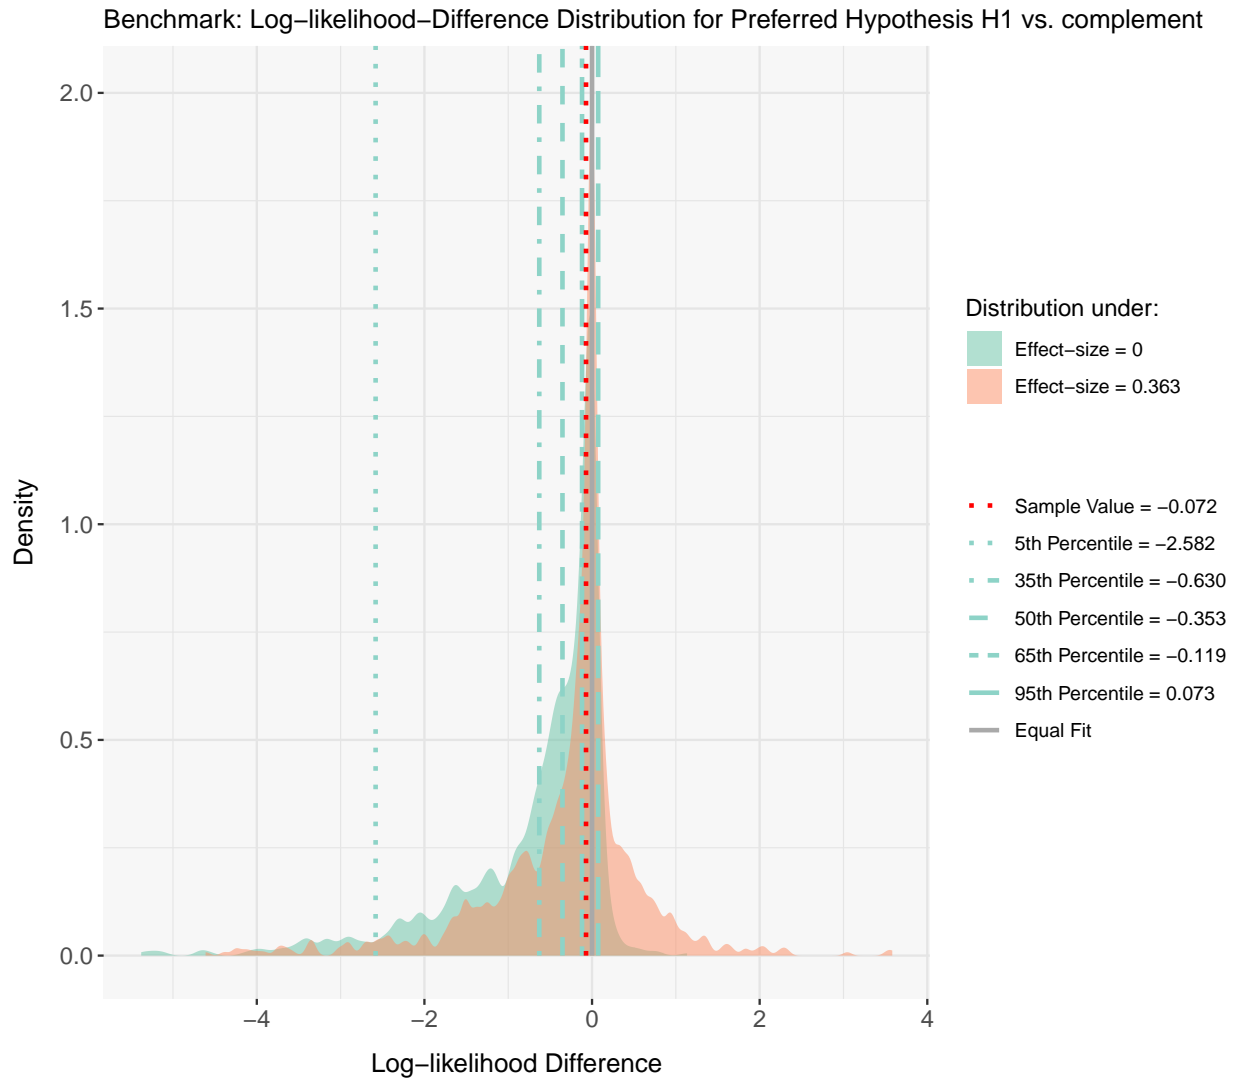 Benchmark: Log−likelihood−Difference Distribution for Preferred Hypothesis H1 vs. complement
2.0
1.5
1.0
0.5
0.0
Density
−4
−2
0
2
4
Log−likelihood Difference
Distribution under:
Effect−size = 0
Effect−size = 0.363
Sample Value = −0.072
5th Percentile = −2.582
35th Percentile = −0.630
50th Percentile = −0.353
65th Percentile = −0.119
95th Percentile = 0.073
Equal Fit